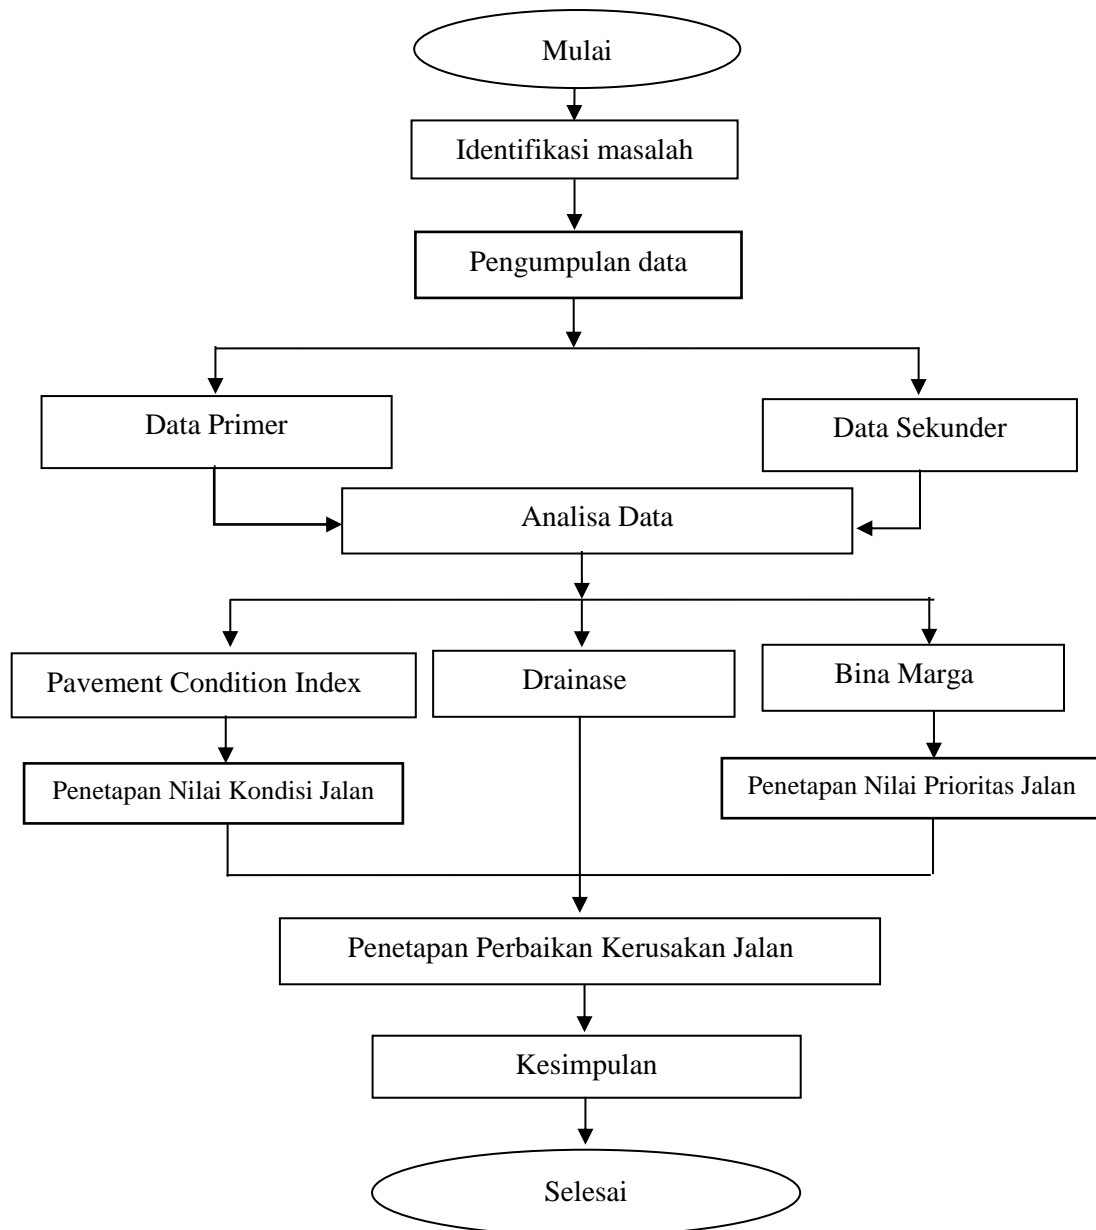 Mulai
Identifikasi masalah
Pengumpulan data
Data Primer
Data Sekunder
Analisa Data
Pavement Condition Index
Drainase
Bina Marga
Penetapan Nilai Kondisi Jalan
Penetapan Nilai Prioritas Jalan
Penetapan Perbaikan Kerusakan Jalan
Kesimpulan
Selesai